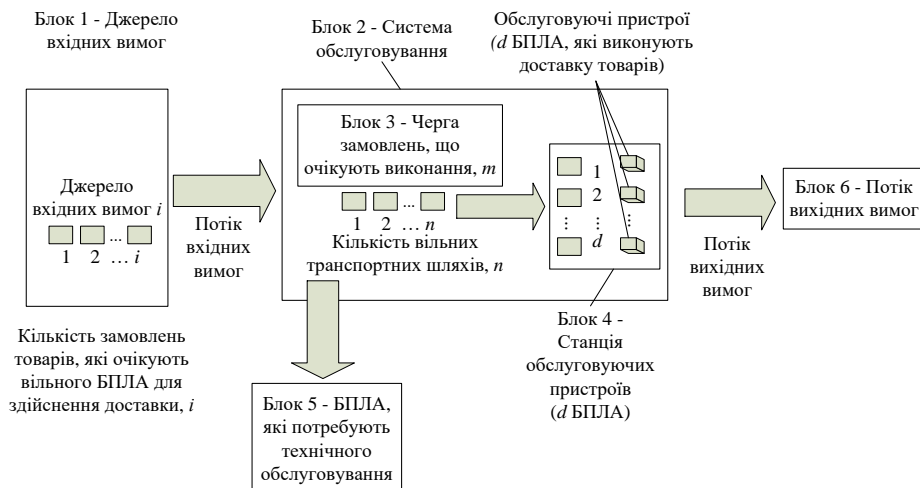 Блок 1 - Джерело
вхідних вимог
Блок 2 - Система
обслуговування
Обслуговуючі пристрої
(d БПЛА, які виконують
доставку товарів)
Джерело
вхідних вимог i
...
1 2 ... i
Потік
вхідних
вимог
Блок 3 - Черга
замовлень, що
очікують виконання, m
...
1 2 ... n
Кількість вільних
транспортних шляхів, n
1
2
⋮ ⋮ ⋮
d
Потік
вихідних
вимог
Блок 6 - Потік
вихідних вимог
Кількість замовлень
товарів, які очікують
вільного БПЛА для
здійснення доставки, i
Блок 5 - БПЛА,
які потребують
технічного
обслуговування
Блок 4 -
Станція
обслуговуючих
пристроїв
(d БПЛА)